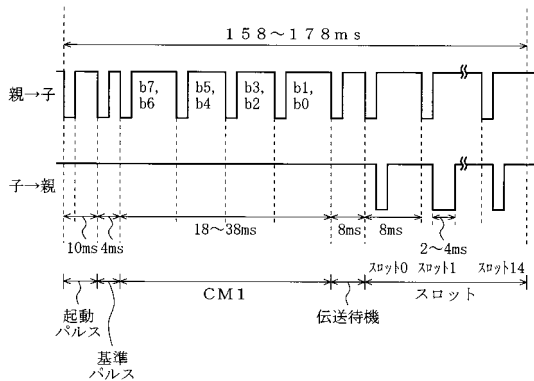 １５８～１７８ｍｓ
親→子
b7,
b6
b5,
b4
b3,
b2
b1,
b0
子→親
10ms
4ms
18～38ms
8ms
8ms
2～4ms
ｽﾛｯﾄ0
ｽﾛｯﾄ1
ｽﾛｯﾄ14
起動
パルス
基準
パルス
ＣＭ１
伝送待機
スロット